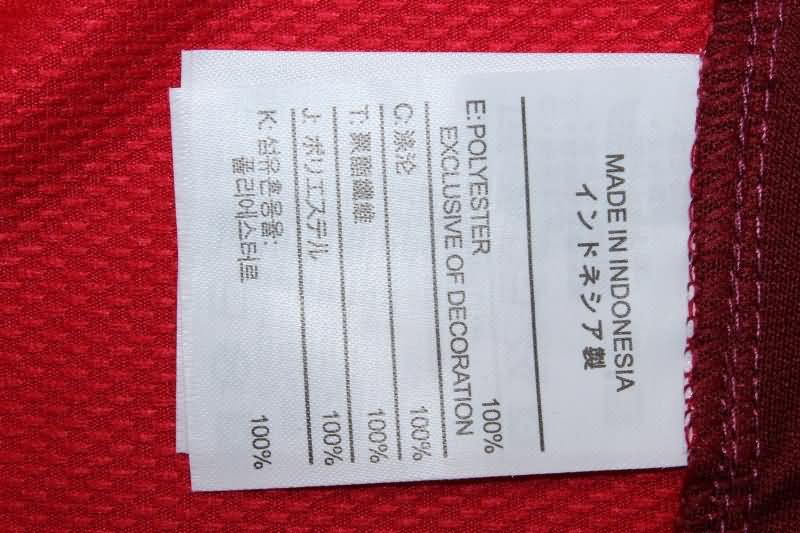 MADE IN INDONESIA
インドネシア製
E: POLYESTER 100%
EXCLUSIVE OF DECORATION
C: 涤沦 100%
T: 聚酯纖維 100%
J: ポリエステル 100%
K: 섬유혼용율:
폴리에스터르 100%